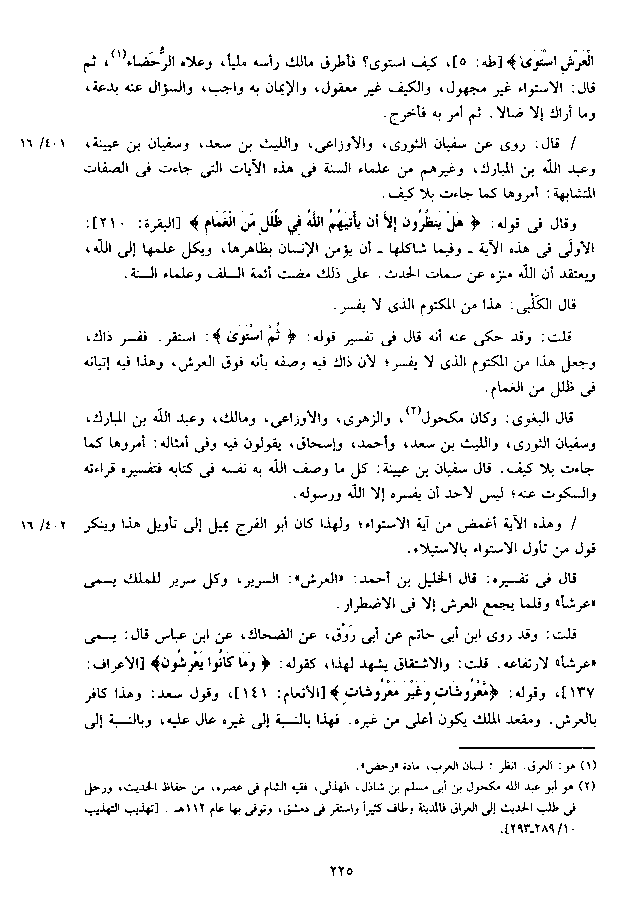 الْعَرْشِ اسْتَوَىٰ ﴾ [طه: ٥]، كيف استوى؟ فأطرق مالك رأسه مليأً، وعلاه الرُّحَضاء(١)، ثم
قال: الاستواء غير مجهول، والكيف غير معقول، والإيمان به واجب، والسؤال عنه بدعة،
وما أراك إلا ضالا. ثم أمر به فأخرج.
١٦/٤٠١ / قال: روى عن سفيان الثورى، والأوزاعى، والليث بن سعد، وسفيان بن عيينة،
وعبد الله بن المبارك، وغيرهم من علماء السنة فى هذه الآيات التى جاءت فى الصفات
المتشابهة: أمروها كما جاءت بلا كيف.
وقال فى قوله: ﴿ هَلْ يَنظُرُونَ إِلاَّ أَن يَأْتِيَهُمُ اللَّهُ فِي ظُلَلٍ مِّنَ الْغَمَامِ ﴾ [البقرة: ٢١٠]:
الأولَى فى هذه الآية ـ وفيما شاكلها ـ أن يؤمن الإنسان بظاهرها، ويكل علمها إلى الله،
ويعتقد أن الله منزه عن سمات الحدث. على ذلك مضت أئمة السلف وعلماء السنة.
قال الكَلْبى: هذا من المكتوم الذى لا يفسر.
قلت: وقد حكى عنه أنه قال فى تفسير قوله: ﴿ ثُمَّ اسْتَوَىٰ ﴾: استقر. ففسر ذاك،
وجعل هذا من المكتوم الذى لا يفسر؛ لأن ذاك فيه وصفه بأنه فوق العرش، وهذا فيه إتيانه
فى ظلل من الغمام.
قال البغوى: وكان مكحول(٢)، والزهرى، والأوزاعى، ومالك، وعبد الله بن المبارك،
وسفيان الثورى، والليث بن سعد، وأحمد، وإسحاق، يقولون فيه وفى أمثاله: أمروها كما
جاءت بلا كيف. قال سفيان بن عيينة: كل ما وصف الله به نفسه فى كتابه فتفسيره قراءته
والسكوت عنه؛ ليس لأحد أن يفسره إلا الله ورسوله.
١٦/٤٠٢ / وهذه الآية أغمض من آية الاستواء؛ ولهذا كان أبو الفرج يميل إلى تأويل هذا وينكر
قول من تأول الاستواء بالاستيلاء.
قال فى تفسيره: قال الخليل بن أحمد: «العرش»: السرير، وكل سرير للملك يسمى
«عرشاً» وقلما يجمع العرش إلا فى الاضطرار.
قلت: وقد روى ابن أبى حاتم عن أبى رَوْق، عن الضحاك، عن ابن عباس قال: يسمى
«عرشاً» لارتفاعه. قلت: والاشتقاق يشهد لهذا، كقوله: ﴿ وَمَا كَانُوا يَعْرِشُونَ﴾ [الأعراف:
١٣٧]، وقوله: ﴿مَّعْرُوشَاتٍ وَغَيْرَ مَعْرُوشَاتٍ ﴾ [الأنعام: ١٤١]، وقول سعد: وهذا كافر
بالعرش. ومقعد الملك يكون أعلى من غيره. فهذا بالنسبة إلى غيره عال عليه، وبالنسبة إلى
(١) هو: العرق. انظر: لسان العرب، مادة «رحض».
(٢) هو أبو عبد الله مكحول بن أبى مسلم بن شاذل، الهذلى، فقيه الشام فى عصره، من حفاظ الحديث، ورحل
فى طلب الحديث إلى العراق فالمدينة وطاف كثيراً واستقر فى دمشق، وتوفى بها عام ١١٢هـ. [تهذيب التهذيب
١٠/ ٢٨٩ـ٢٩٣].
٢٢٥